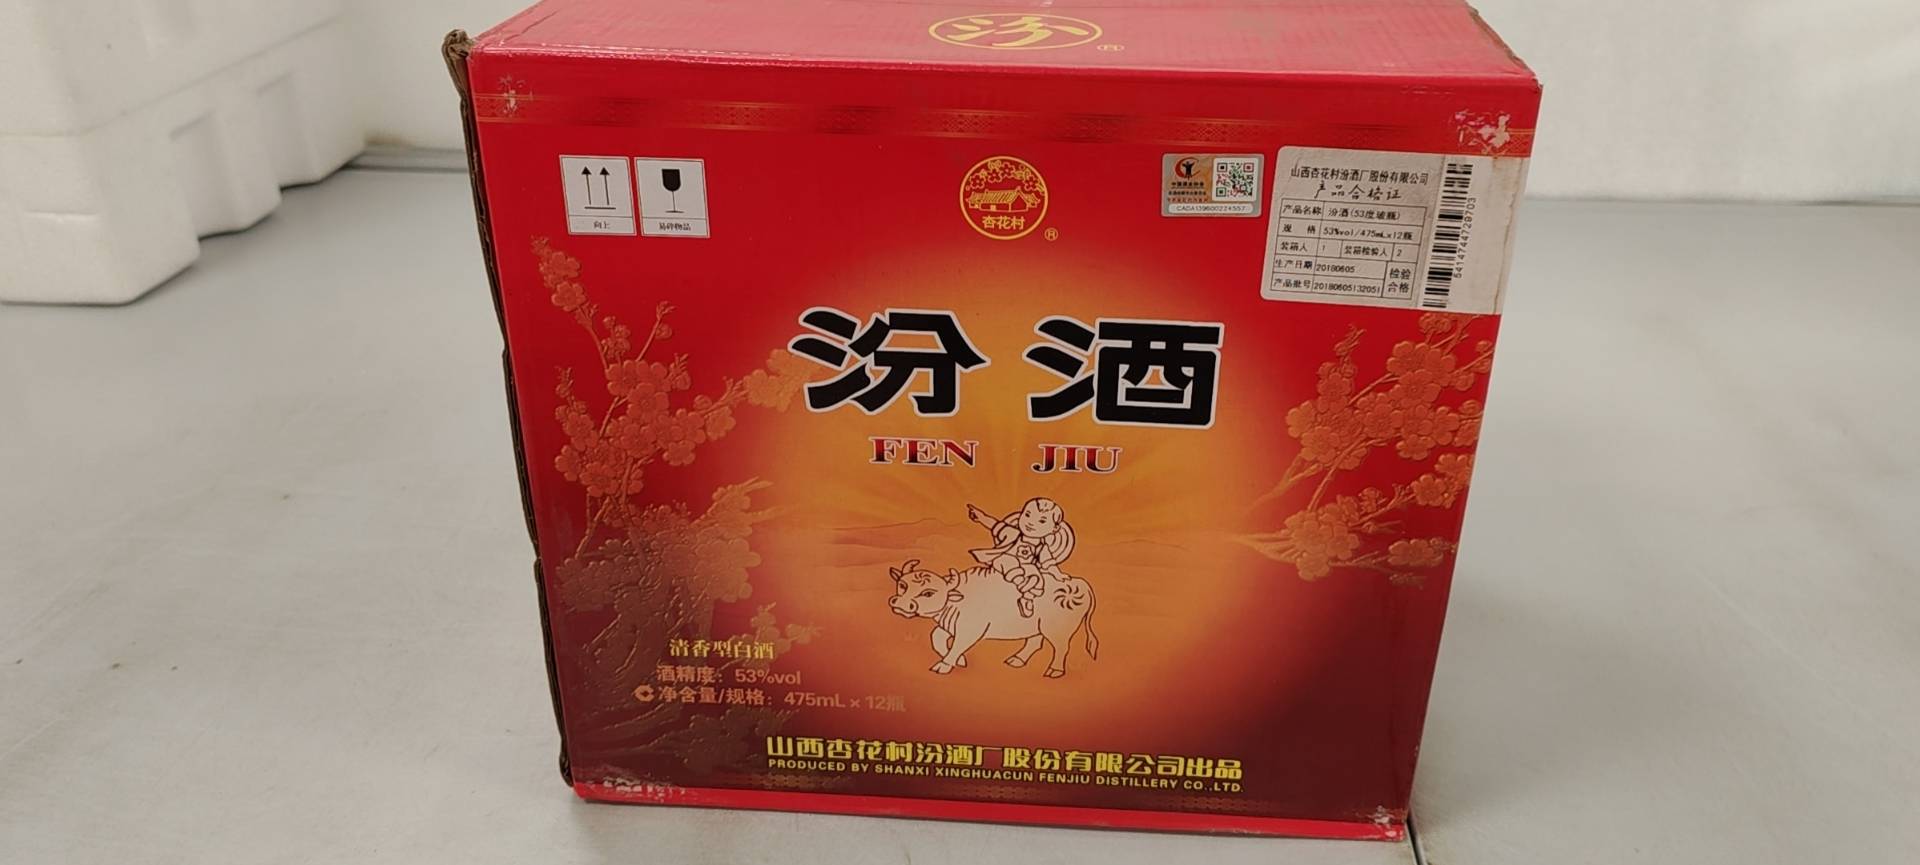 汾®
向上
易碎物品
杏花村®
CADA139600224557
山西杏花村汾酒厂股份有限公司
产品合格证
产品名称 汾酒(53度玻瓶)
规 格 53%vol/475mL×12瓶
装箱人 1 装箱检验人 2
生产日期 20180605 检验
产品批号 20180605132051 合格
541474472970З
汾酒
FEN JIU
清香型白酒
酒精度：53%vol
净含量/规格：475mL×12瓶
山西杏花村汾酒厂股份有限公司出品
PRODUCED BY SHANXI XINGHUACUN FENJIU DISTILLERY CO.,LTD.